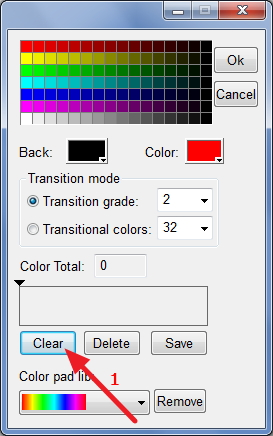 Ok
Cancel
Back: Color:
Transition mode
Transition grade: 2
Transitional colors: 32
Color Total: 0
Clear Delete Save
1
Color pad lib
Remove